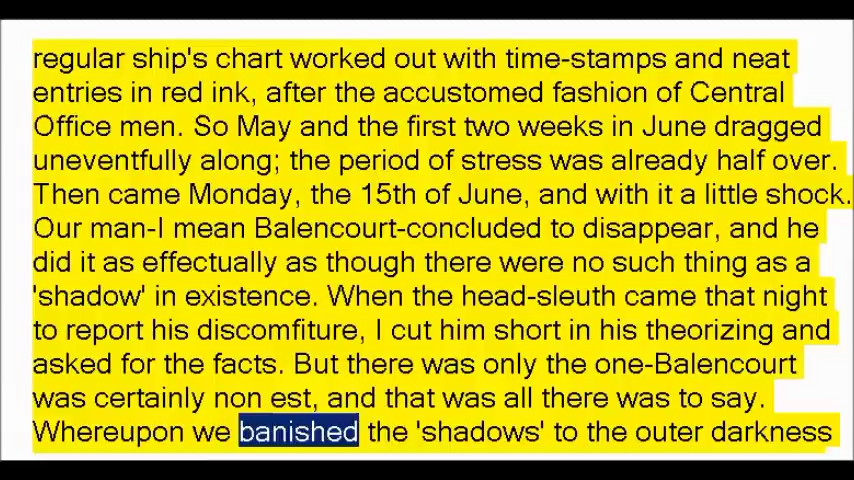 regular ship's chart worked out with time-stamps and neat
entries in red ink, after the accustomed fashion of Central
Office men. So May and the first two weeks in June dragged
uneventfully along; the period of stress was already half over.
Then came Monday, the 15th of June, and with it a little shock.
Our man-I mean Balencourt-concluded to disappear, and he
did it as effectually as though there were no such thing as a
'shadow' in existence. When the head-sleuth came that night
to report his discomfiture, I cut him short in his theorizing and
asked for the facts. But there was only the one-Balencourt
was certainly non est, and that was all there was to say.
Whereupon we banished the 'shadows' to the outer darkness